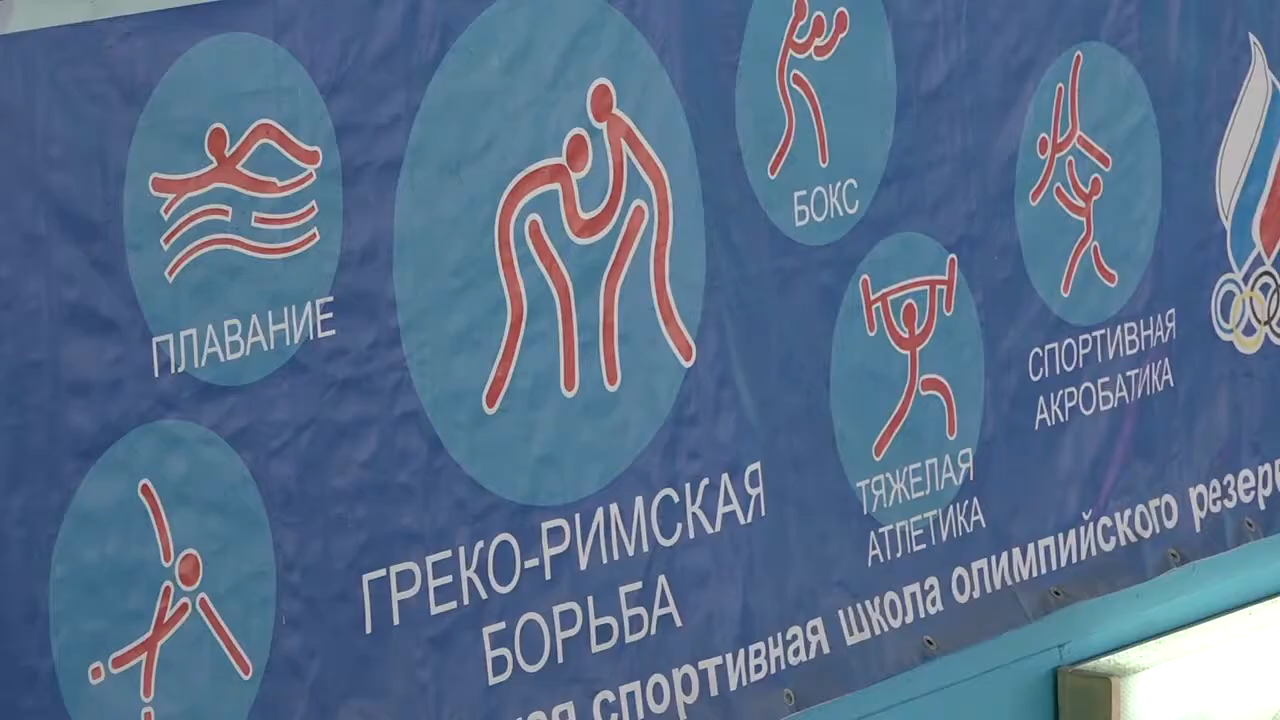 ПЛАВАНИЕ
ГРЕКО-РИМСКАЯ
БОРЬБА
БОКС
ТЯЖЕЛАЯ
АТЛЕТИКА
СПОРТИВНАЯ
АКРОБАТИКА
спортивная школа олимпийского